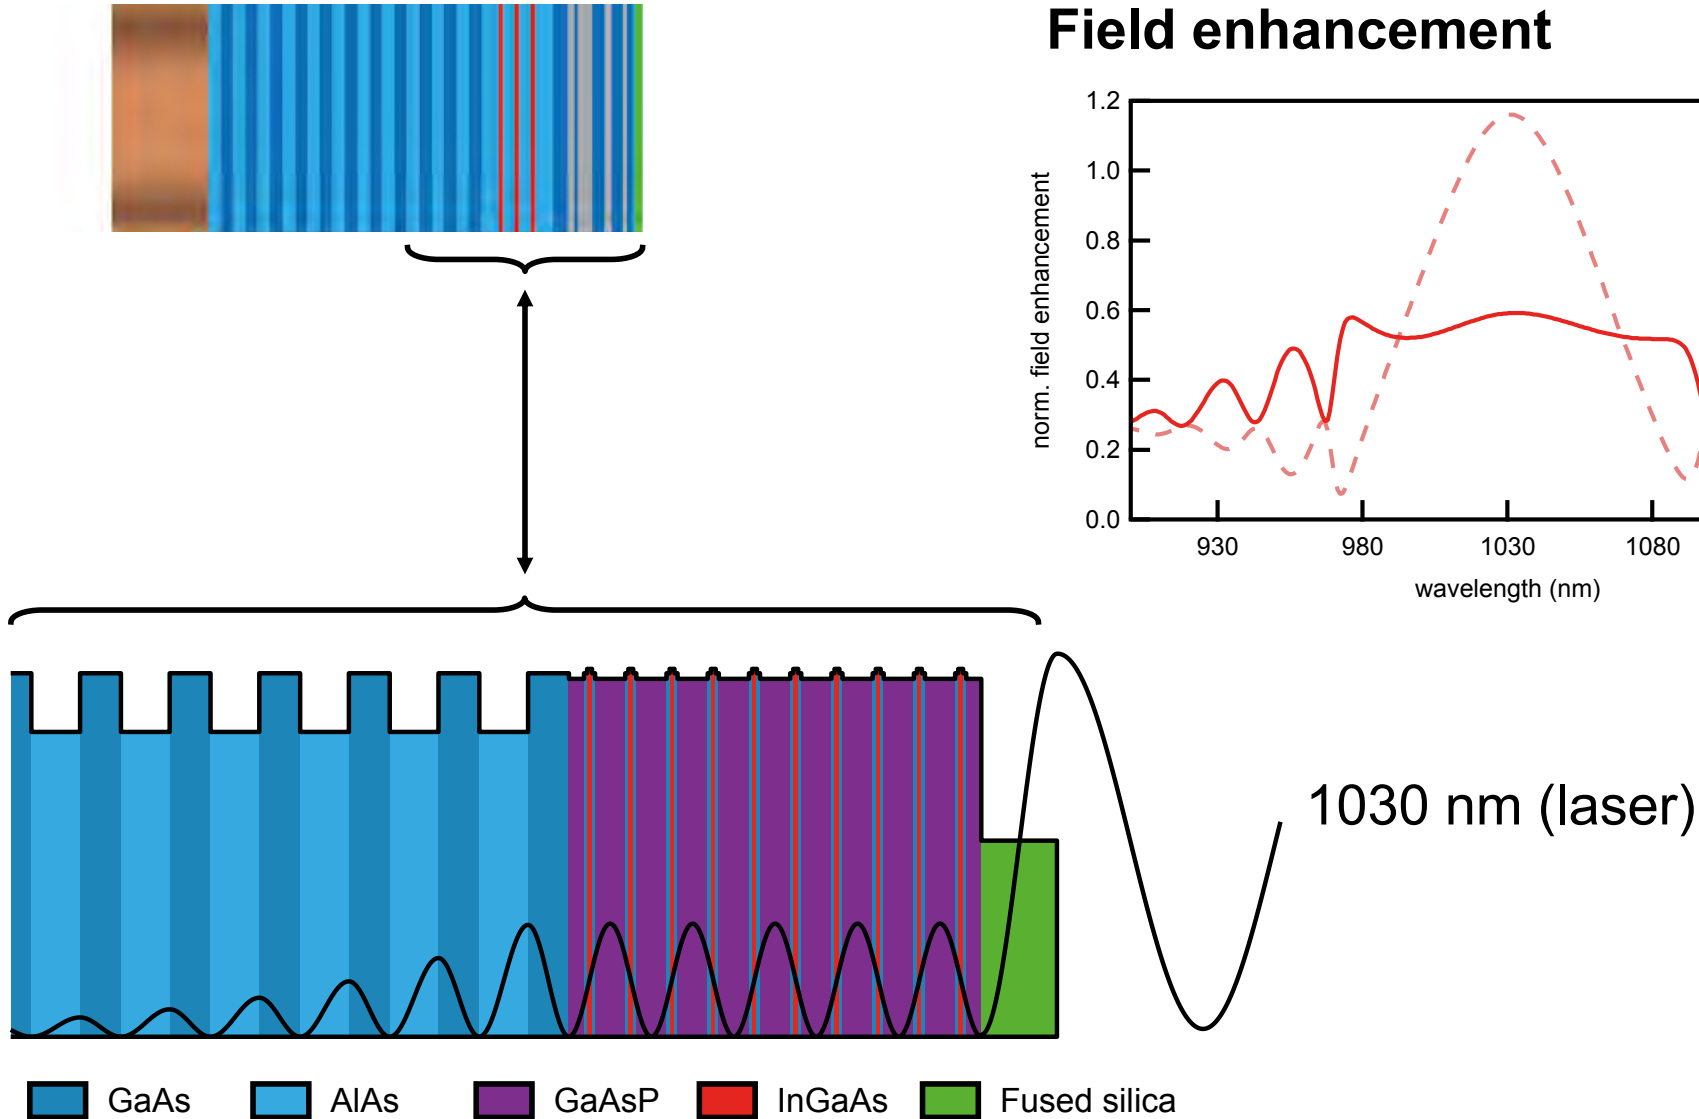 Field enhancement
norm. field enhancement
1.2
1.0
0.8
0.6
0.4
0.2
0.0
930 980 1030 1080
wavelength (nm)
1030 nm (laser)
GaAs AlAs GaAsP InGaAs Fused silica